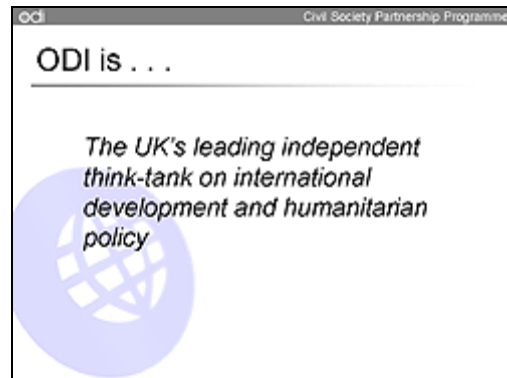 odi Civil Society Partnership Programme
ODI is . . .
The UK's leading independent
think-tank on international
development and humanitarian
policy